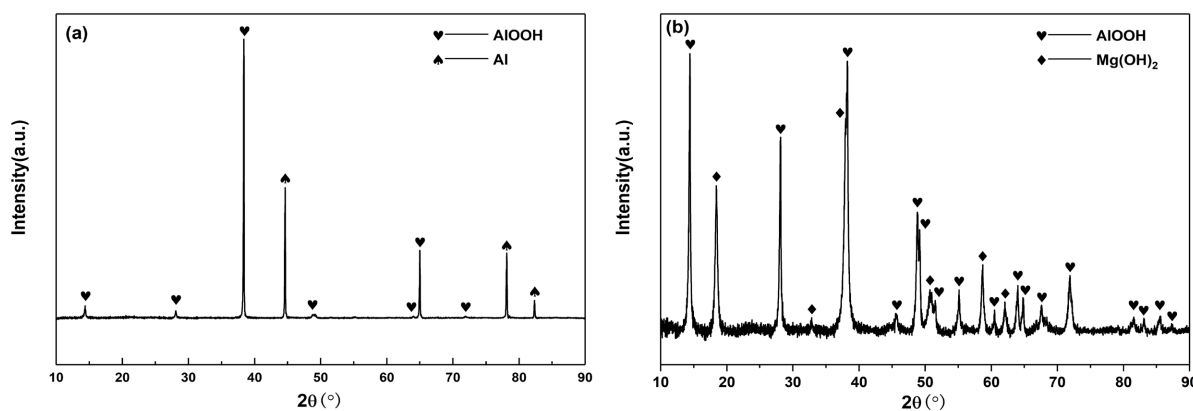 (a)
♥ AlOOH
♠ Al
Intensity(a.u.)
10 20 30 40 50 60 70 80 90
2θ(°)
(b)
♥ AlOOH
♦ Mg(OH)₂
Intensity(a.u.)
10 20 30 40 50 60 70 80 90
2θ(°)